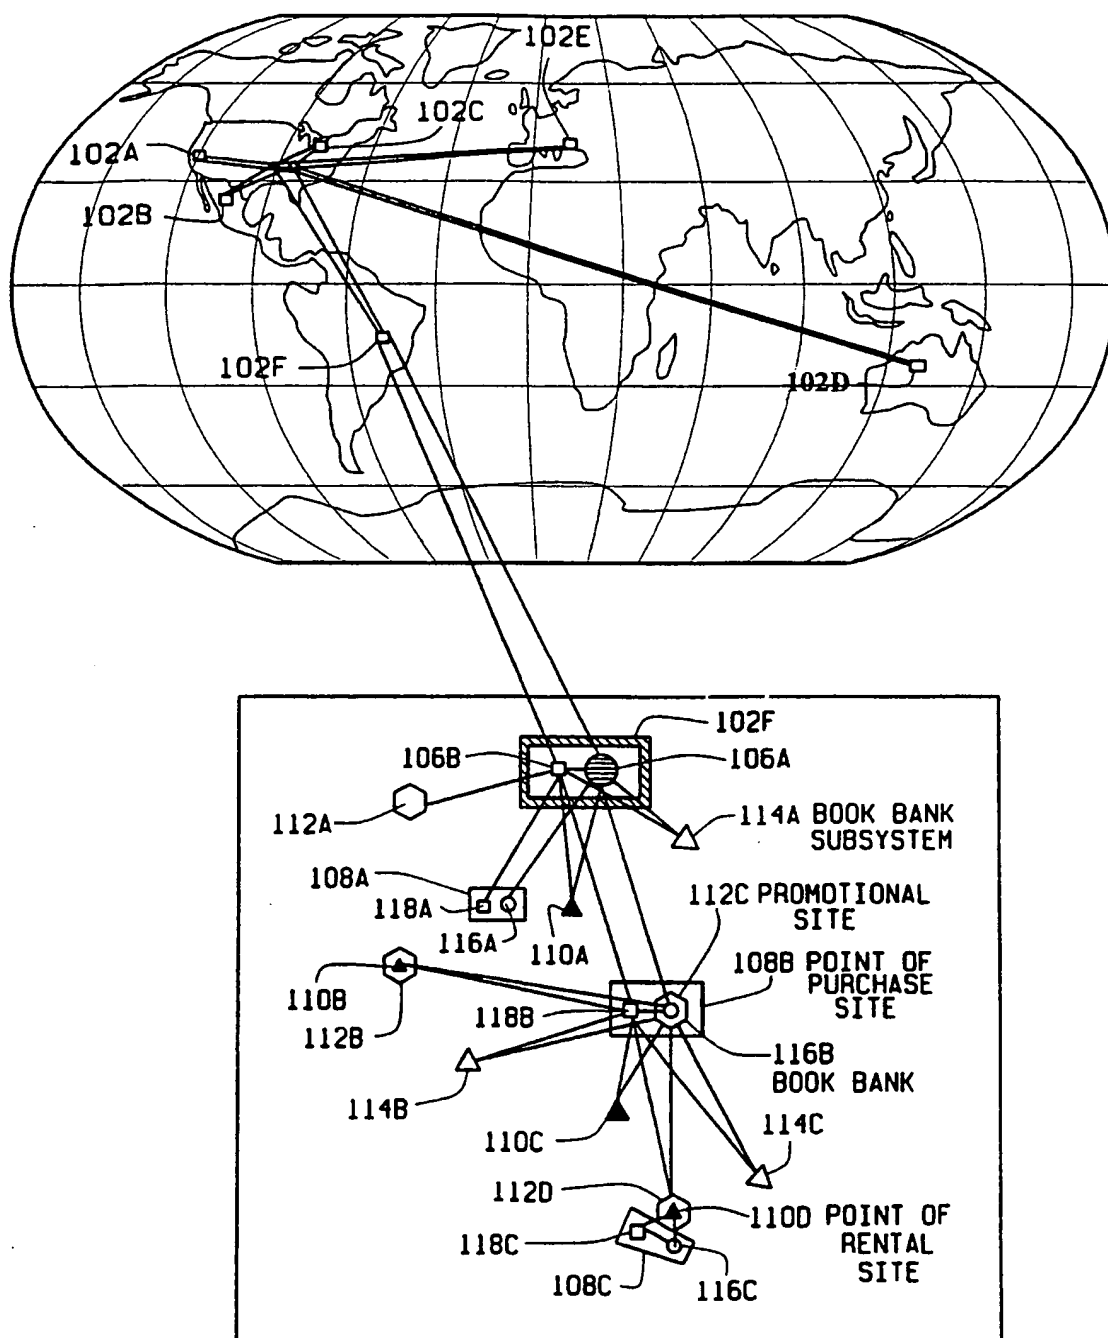 102E
102C
102A
102B
102F
102D
102F
106B
106A
112A
114A BOOK BANK
SUBSYSTEM
108A
118A
116A
110A
112C PROMOTIONAL
SITE
110B
112B
118B
108B POINT OF
PURCHASE
SITE
116B
BOOK BANK
114B
110C
114C
112D
110D POINT OF
RENTAL
SITE
118C
108C
116C